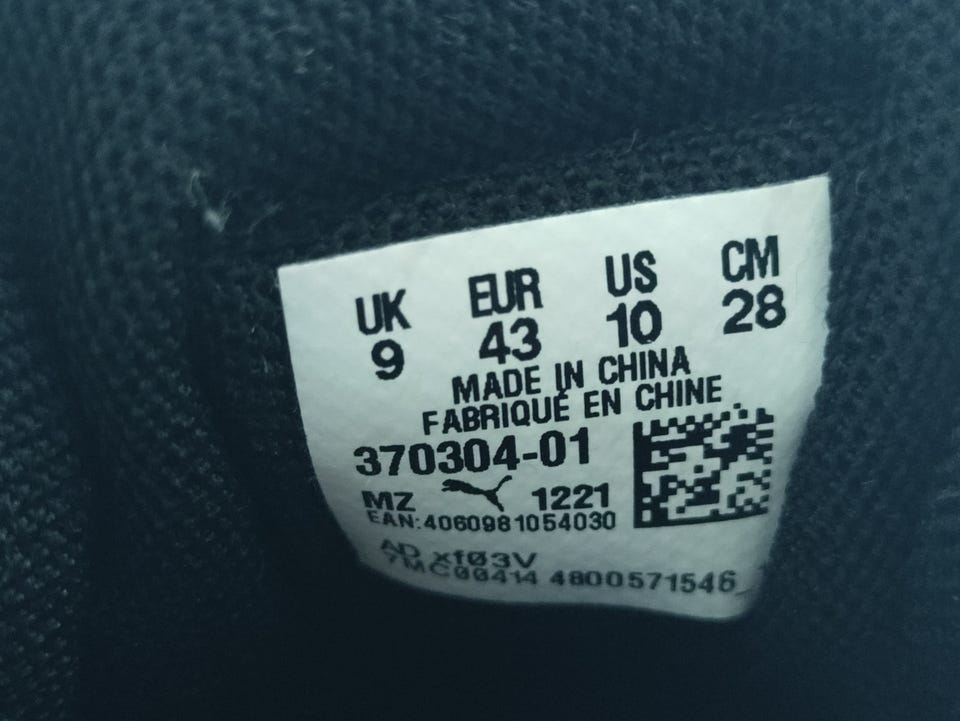 UK EUR US CM
9 43 10 28
MADE IN CHINA
FABRIQUÉ EN CHINE
370304-01
MZ 1221
EAN:4060981054030
AD xf03V
7MC00414 4800571546